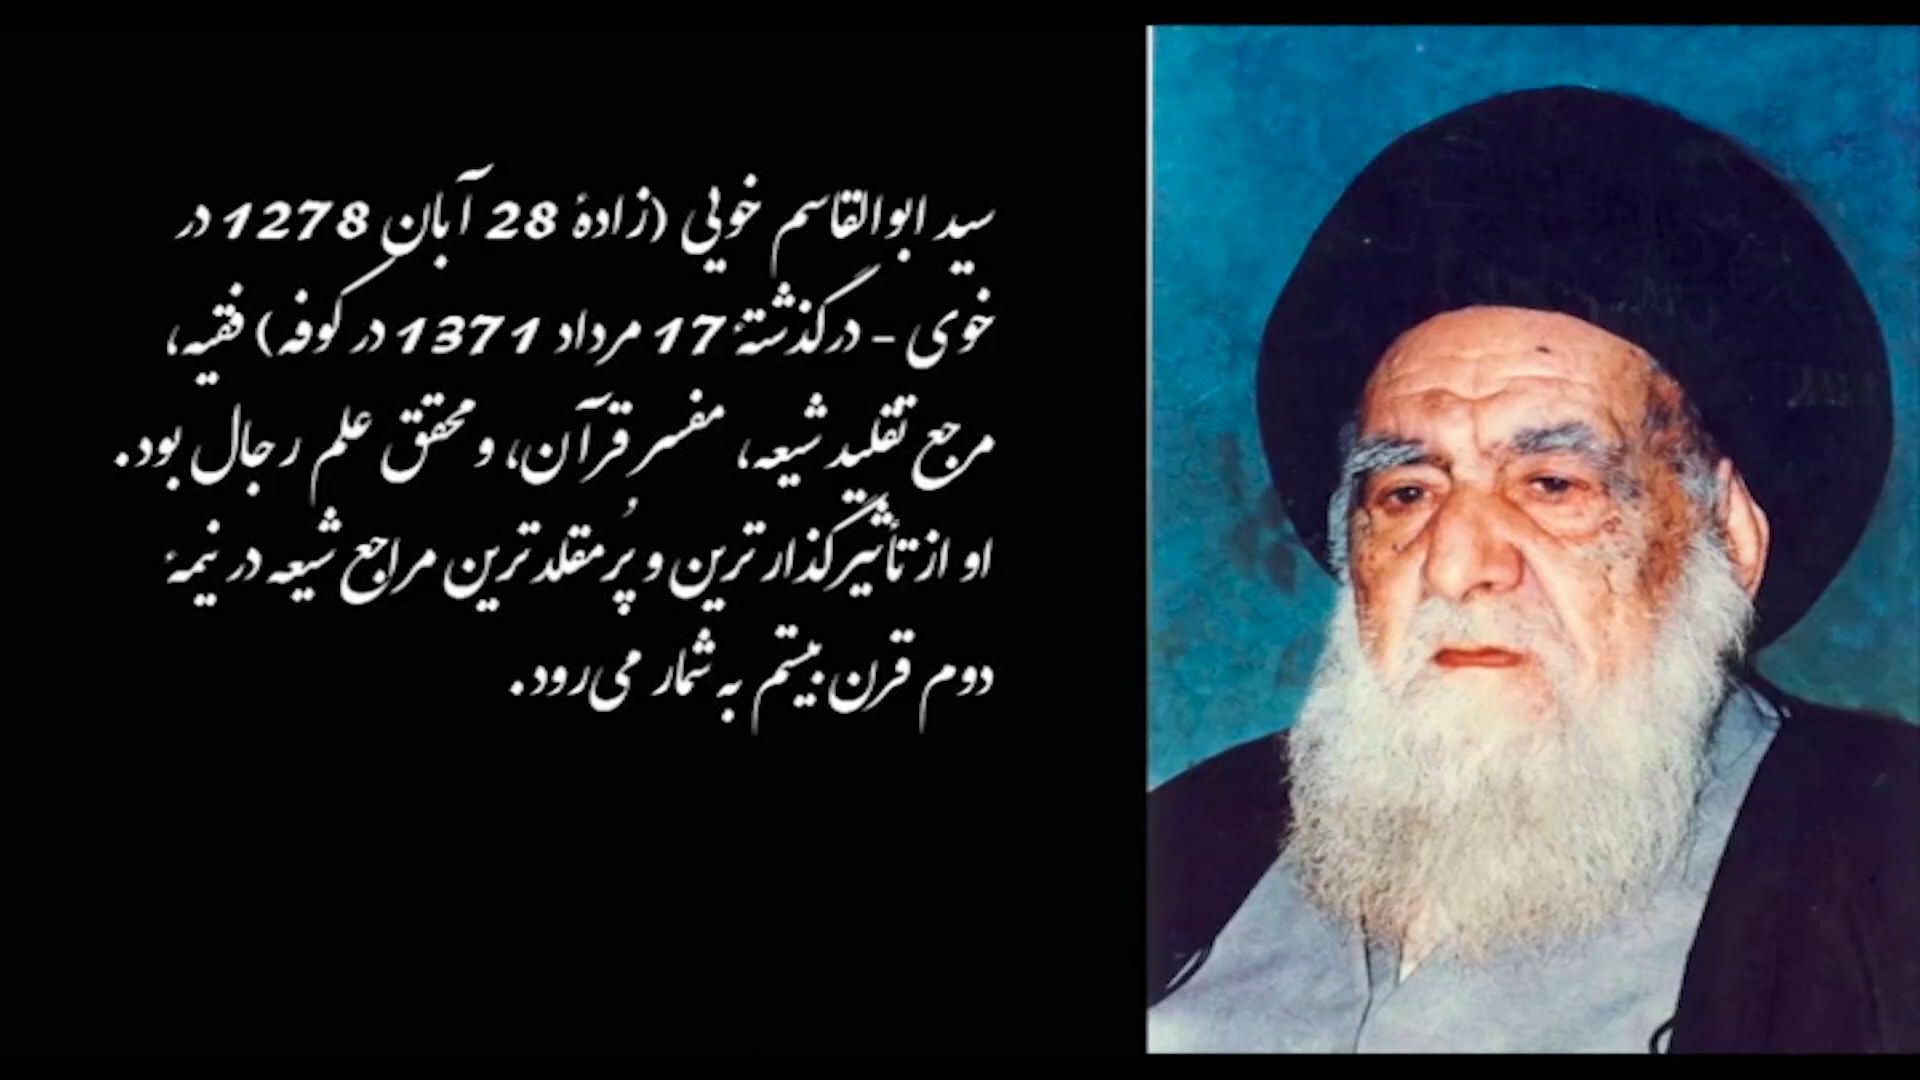 سید ابوالقاسم خویی (زادهٔ 28 آبان 1278 در
خوی - درگذشتهٔ 17 مرداد 1371 در کوفه) فقیه،
مرجع تقلید شیعه، مفسر قرآن، و محقق علم رجال بود.
او از تأثیرگذارترین و پُرمقلدترین مراجع شیعه در نیمهٔ
دوم قرن بیستم به شمار می‌رود.